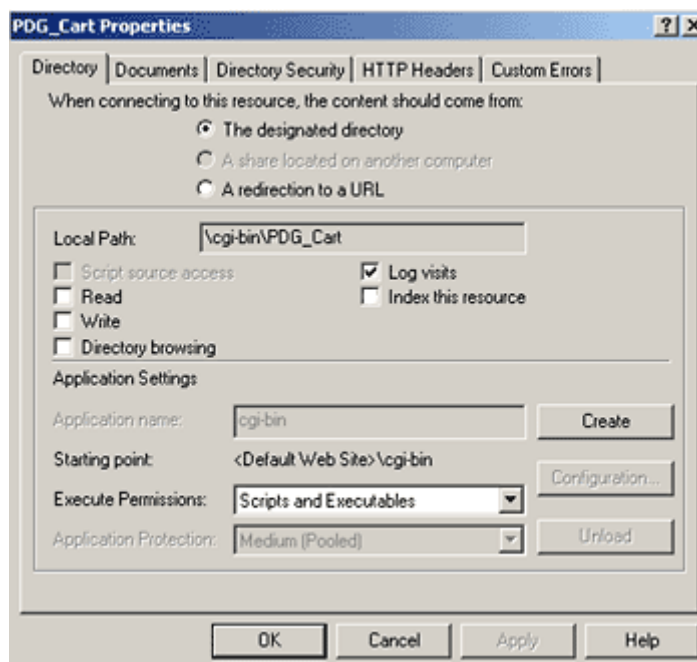 PDG_Cart Properties
Directory Documents Directory Security HTTP Headers Custom Errors
When connecting to this resource, the content should come from:
The designated directory
A share located on another computer
A redirection to a URL
Local Path: \cgi-bin\PDG_Cart
Script source access Log visits
Read Index this resource
Write
Directory browsing
Application Settings
Application name: cgi-bin Create
Starting point: <Default Web Site>\cgi-bin
Configuration...
Execute Permissions: Scripts and Executables
Application Protection: Medium (Pooled) Unload
OK Cancel Apply Help